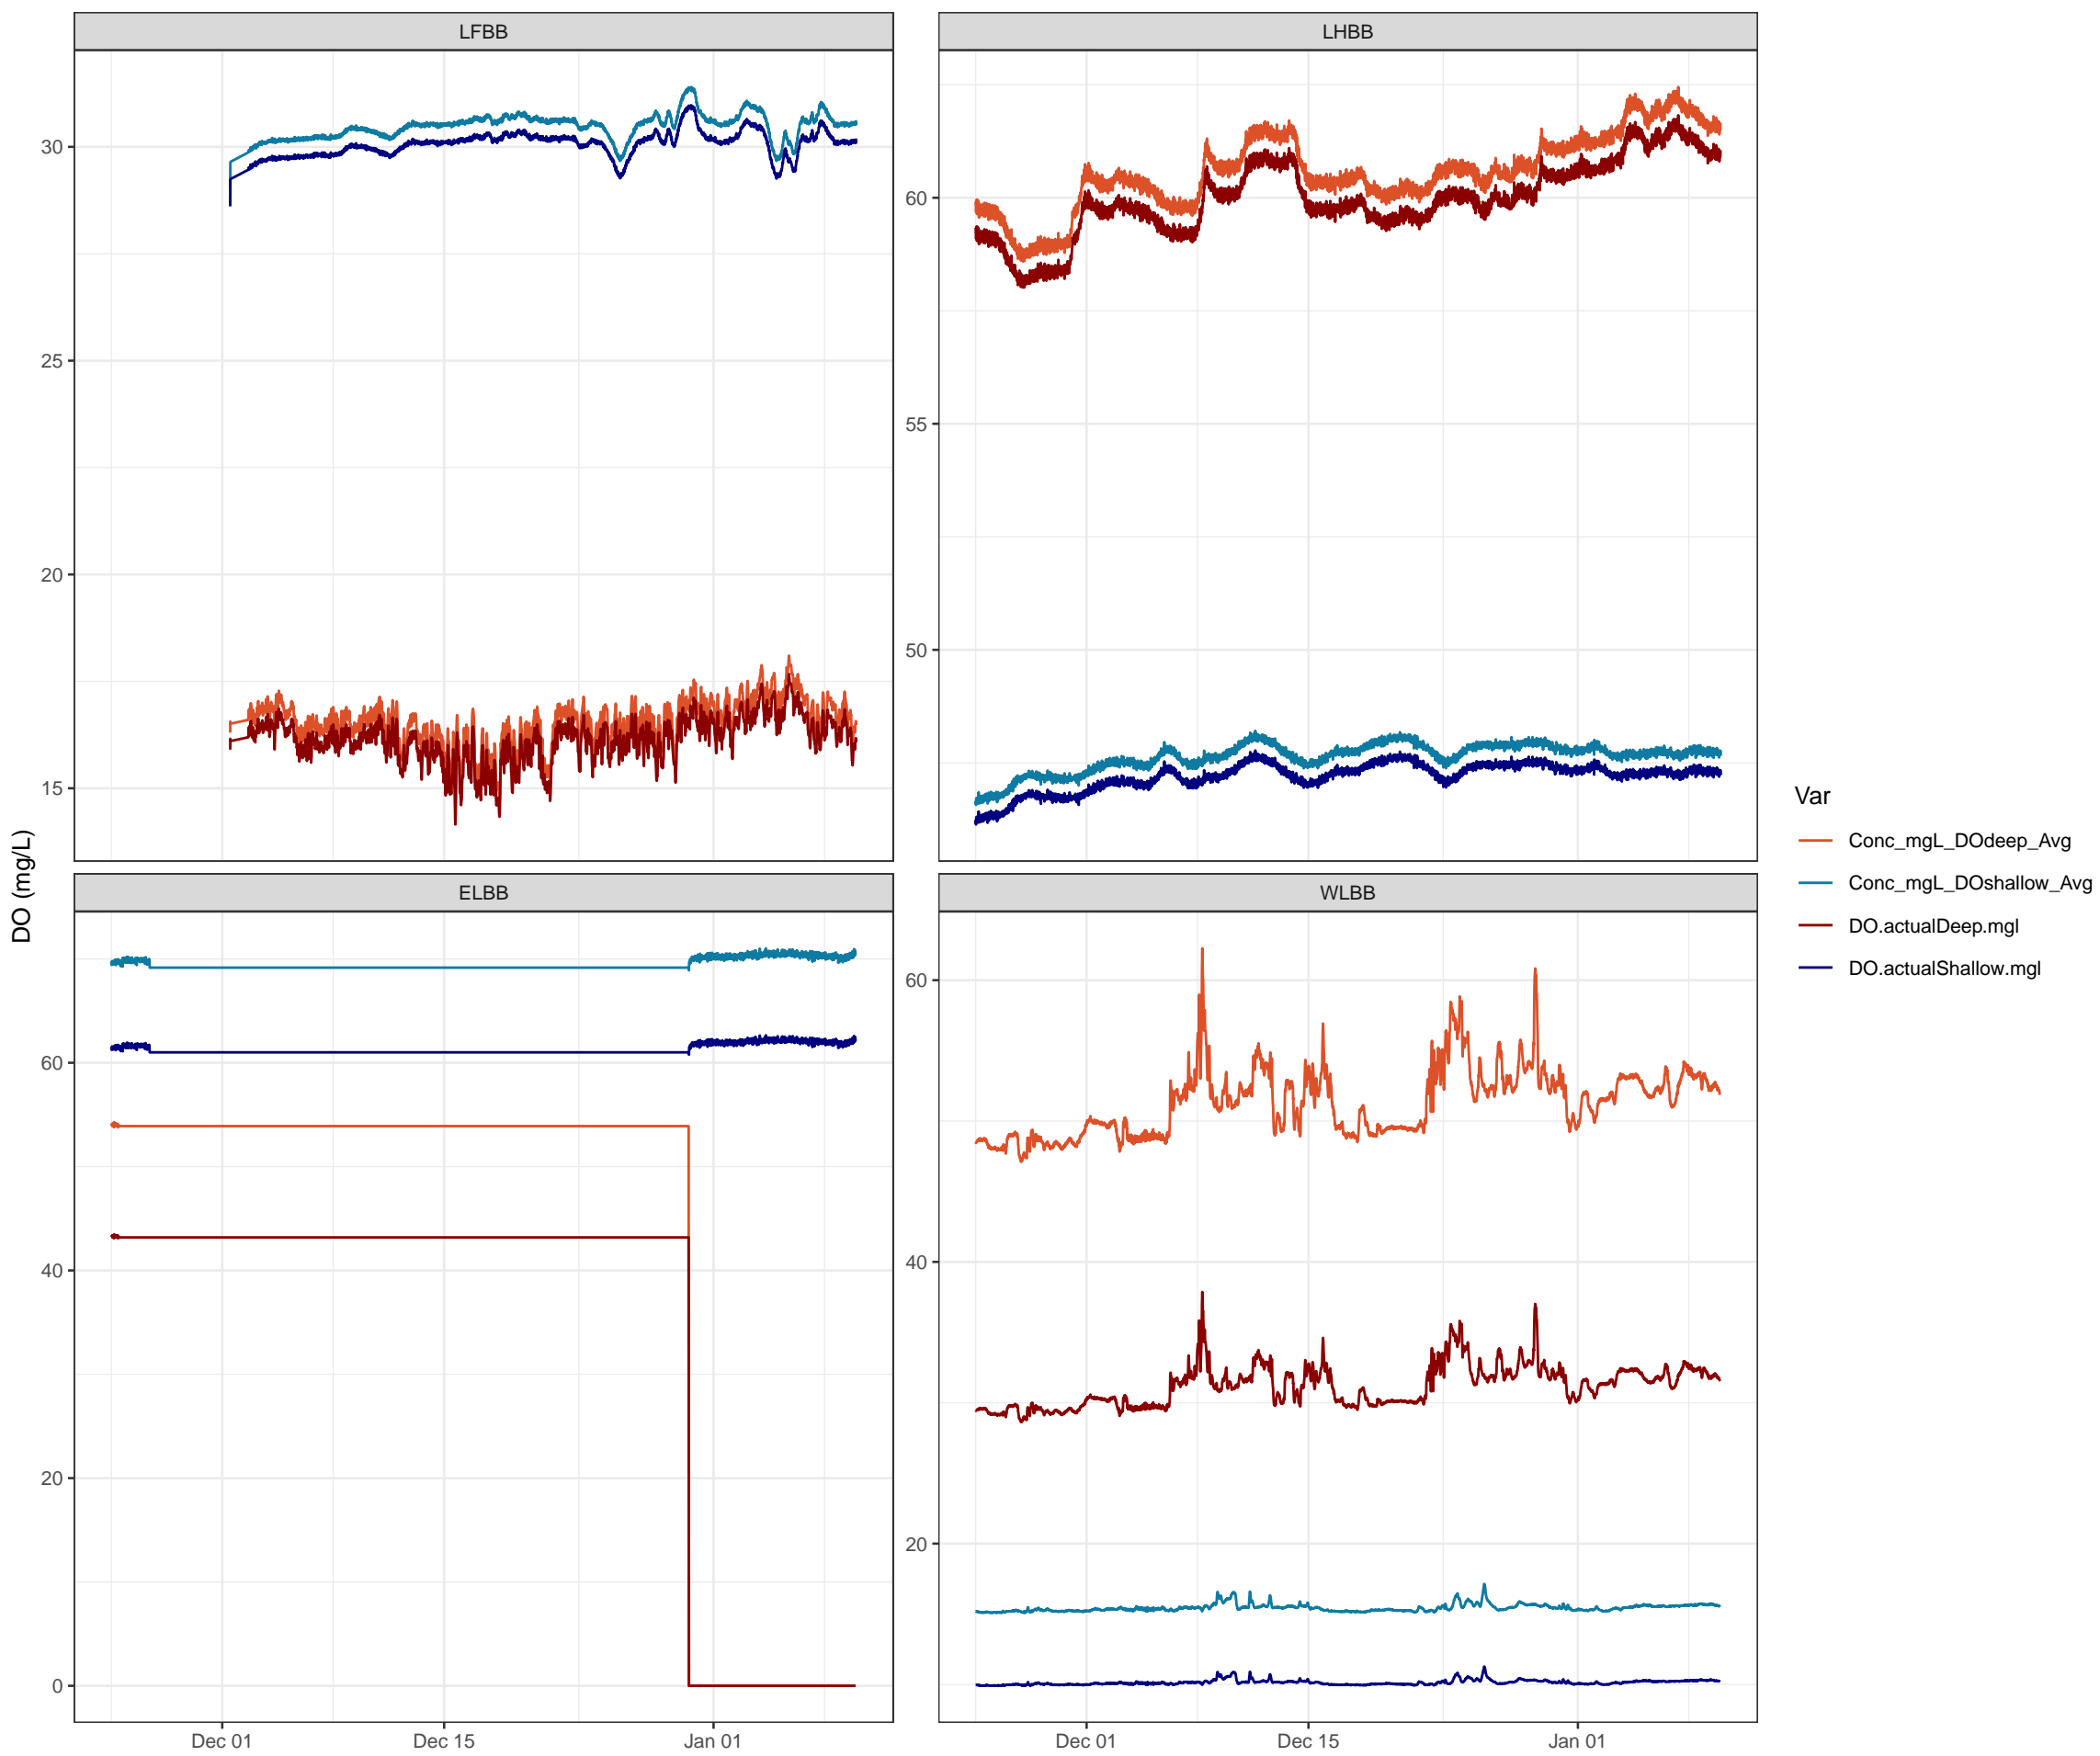 LFBB
LHBB
30
25
20
15
60
55
50
DO (mg/L)
ELBB
WLBB
60
40
20
0
60
40
20
Dec 01
Dec 15
Jan 01
Dec 01
Dec 15
Jan 01
Var
Conc_mgL_DOdeep_Avg
Conc_mgL_DOshallow_Avg
DO.actualDeep.mgl
DO.actualShallow.mgl